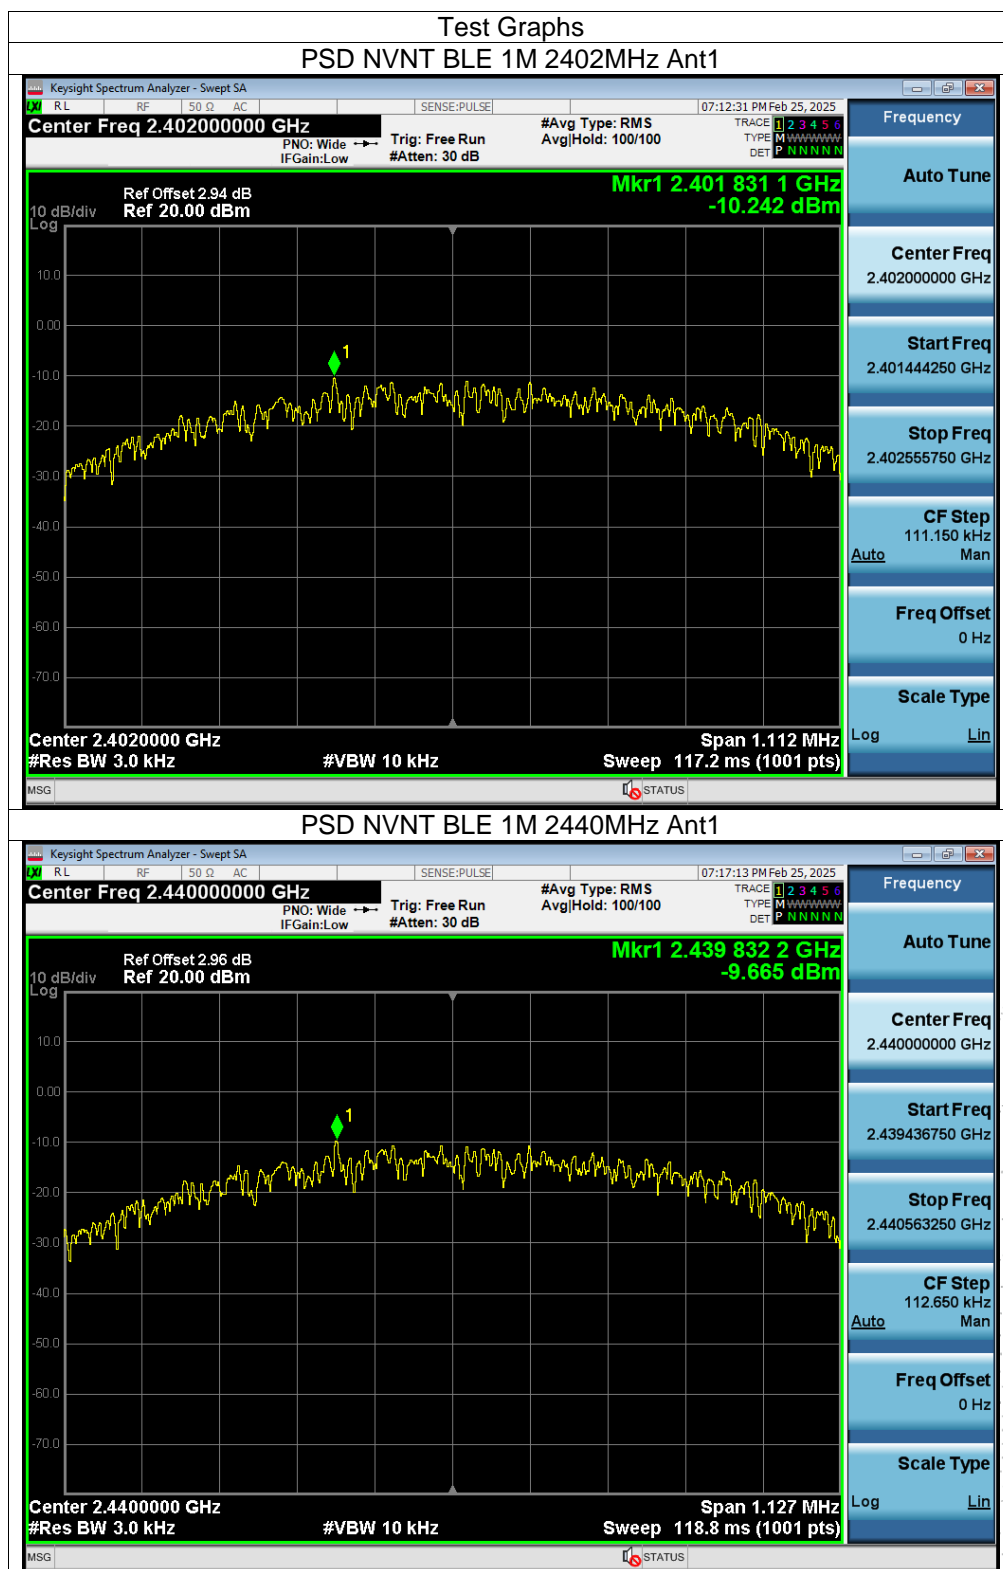 Test Graphs
PSD NVNT BLE 1M 2402MHz Ant1
Keysight Spectrum Analyzer - Swept SA
LXI RL RF 50 Ω AC SENSE:PULSE 07:12:31 PM Feb 25, 2025
Center Freq 2.402000000 GHz #Avg Type: RMS TRACE 1 2 3 4 5 6
PNO: Wide Trig: Free Run Avg|Hold: 100/100 TYPE M WWWWW
IFGain:Low #Atten: 30 dB DET P N N N N N
Frequency
Auto Tune
Center Freq
2.402000000 GHz
Start Freq
2.401444250 GHz
Stop Freq
2.402555750 GHz
CF Step
111.150 kHz
Auto Man
Freq Offset
0 Hz
Scale Type
Log Lin
Mkr1 2.401 831 1 GHz
-10.242 dBm
Ref Offset 2.94 dB
10 dB/div Ref 20.00 dBm
Log
10.0
0.00
-10.0
-20.0
-30.0
-40.0
-50.0
-60.0
-70.0
1
Center 2.4020000 GHz Span 1.112 MHz
#Res BW 3.0 kHz #VBW 10 kHz Sweep 117.2 ms (1001 pts)
MSG STATUS
PSD NVNT BLE 1M 2440MHz Ant1
Keysight Spectrum Analyzer - Swept SA
LXI RL RF 50 Ω AC SENSE:PULSE 07:17:13 PM Feb 25, 2025
Center Freq 2.440000000 GHz #Avg Type: RMS TRACE 1 2 3 4 5 6
PNO: Wide Trig: Free Run Avg|Hold: 100/100 TYPE M WWWWW
IFGain:Low #Atten: 30 dB DET P N N N N N
Frequency
Auto Tune
Center Freq
2.440000000 GHz
Start Freq
2.439436750 GHz
Stop Freq
2.440563250 GHz
CF Step
112.650 kHz
Auto Man
Freq Offset
0 Hz
Scale Type
Log Lin
Mkr1 2.439 832 2 GHz
-9.665 dBm
Ref Offset 2.96 dB
10 dB/div Ref 20.00 dBm
Log
10.0
0.00
-10.0
-20.0
-30.0
-40.0
-50.0
-60.0
-70.0
1
Center 2.4400000 GHz Span 1.127 MHz
#Res BW 3.0 kHz #VBW 10 kHz Sweep 118.8 ms (1001 pts)
MSG STATUS